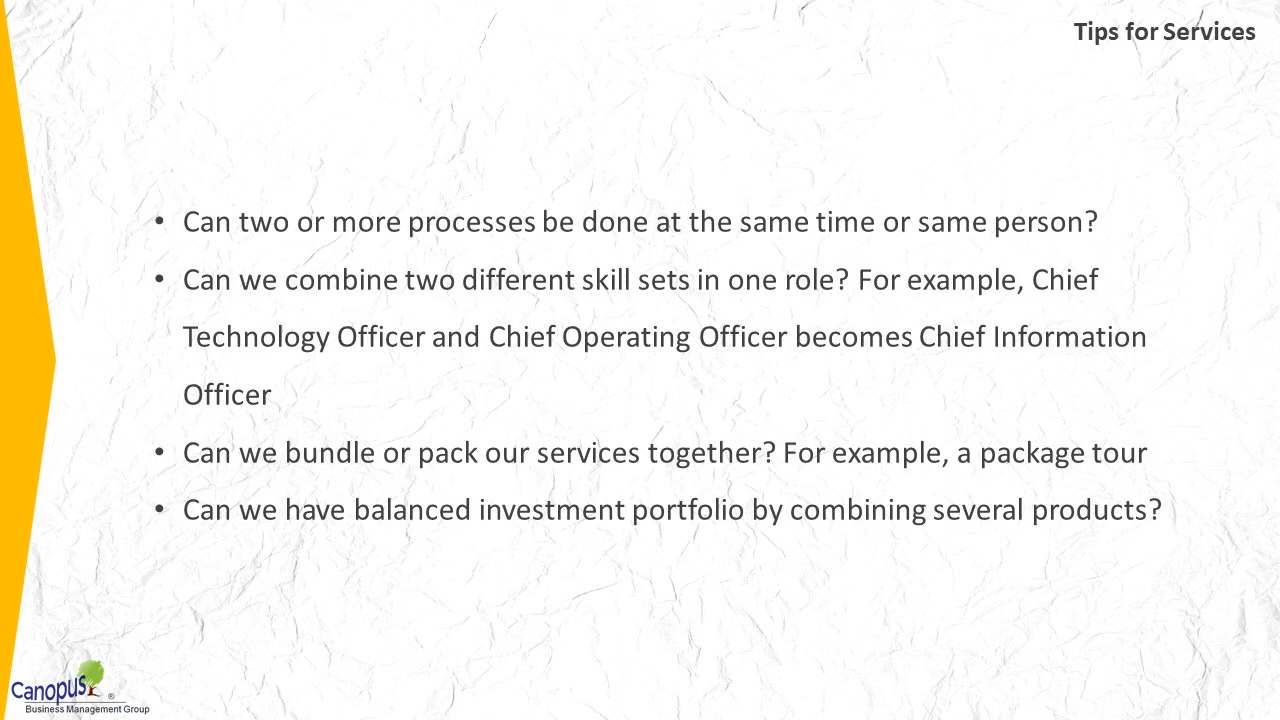 Tips for Services
• Can two or more processes be done at the same time or same person?
• Can we combine two different skill sets in one role? For example, Chief
Technology Officer and Chief Operating Officer becomes Chief Information
Officer
• Can we bundle or pack our services together? For example, a package tour
• Can we have balanced investment portfolio by combining several products?
Canopus ®
Business Management Group